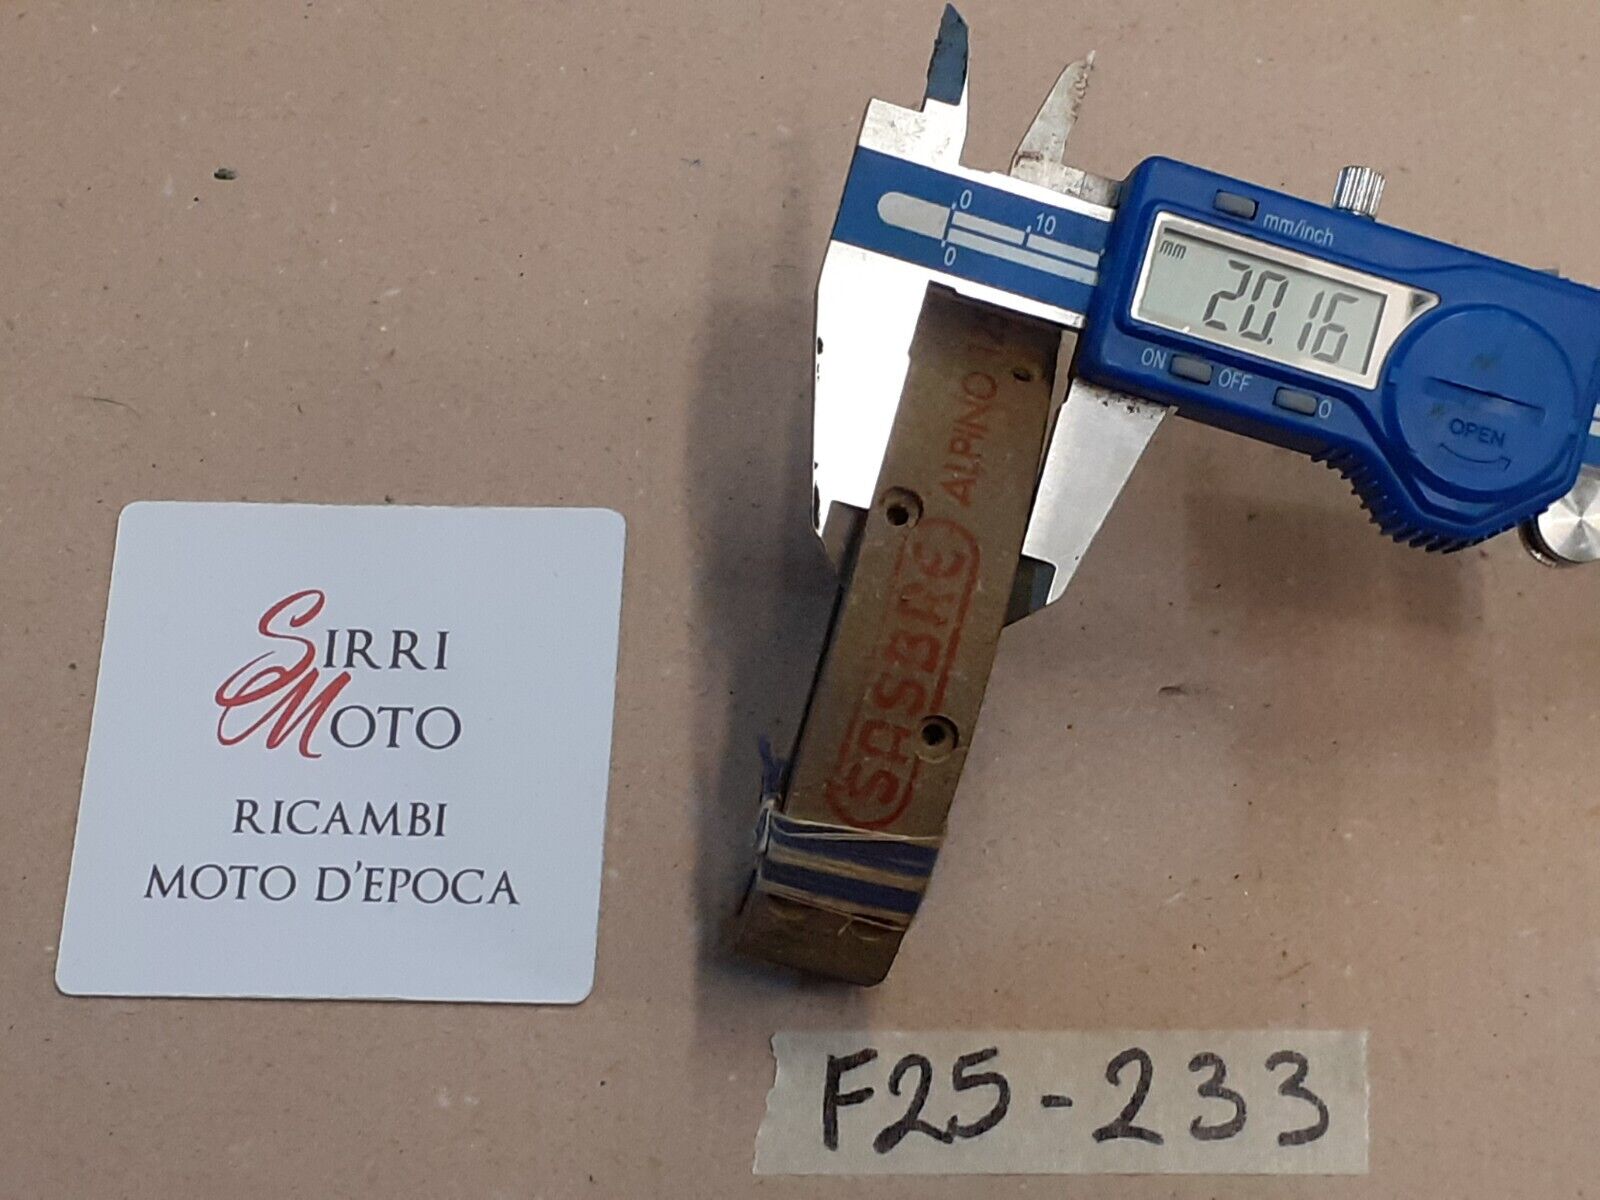 0
10
0
mm/inch
mm
20.16
ON
OFF
0
OPEN
ALPINO
SASBRE
SIRRI
MOTO
RICAMBI
MOTO D'EPOCA
F25-233